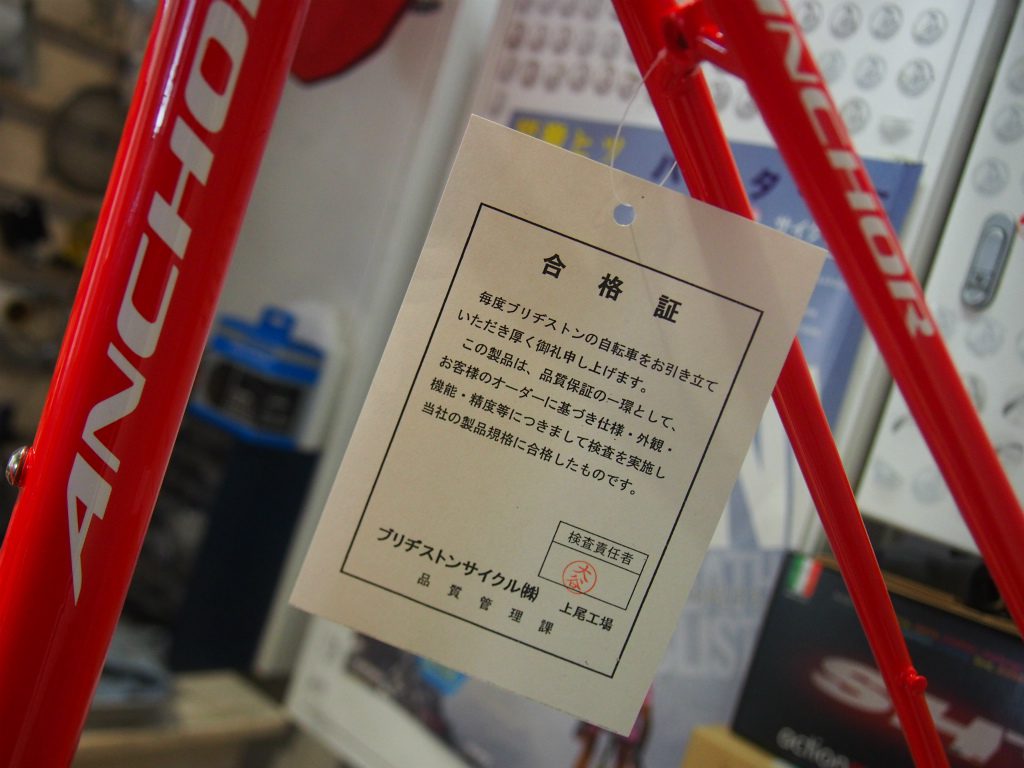 ANCHOR
ANCHOR
合格証
毎度ブリヂストンの自転車をお引き立て
いただき厚く御礼申し上げます。
この製品は、品質保証の一環として、
お客様のオーダーに基づき仕様・外観・
機能・精度等につきまして検査を実施し
当社の製品規格に合格したものです。
検査責任者
大谷
ブリヂストンサイクル㈱
上尾工場
品質管理課